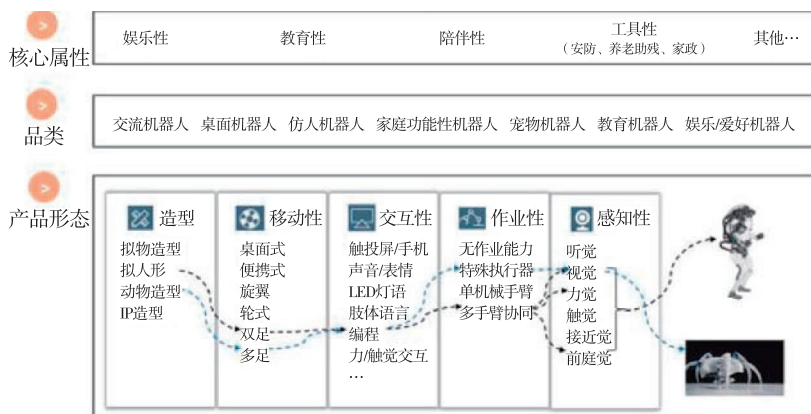 核心属性
娱乐性 教育性 陪伴性 工具性 其他…
(安防、养老助残、家政)
品类
交流机器人 桌面机器人 仿人机器人 家庭功能性机器人 宠物机器人 教育机器人 娱乐/爱好机器人
产品形态
造型
拟物造型
拟人形
动物造型
IP造型
移动性
桌面式
便携式
旋翼
轮式
双足
多足
交互性
触投屏/手机
声音/表情
LED灯语
肢体语言
编程
力/触觉交互
…
作业性
无作业能力
特殊执行器
单机械手臂
多手臂协同
感知性
听觉
视觉
力觉
触觉
接近觉
前庭觉